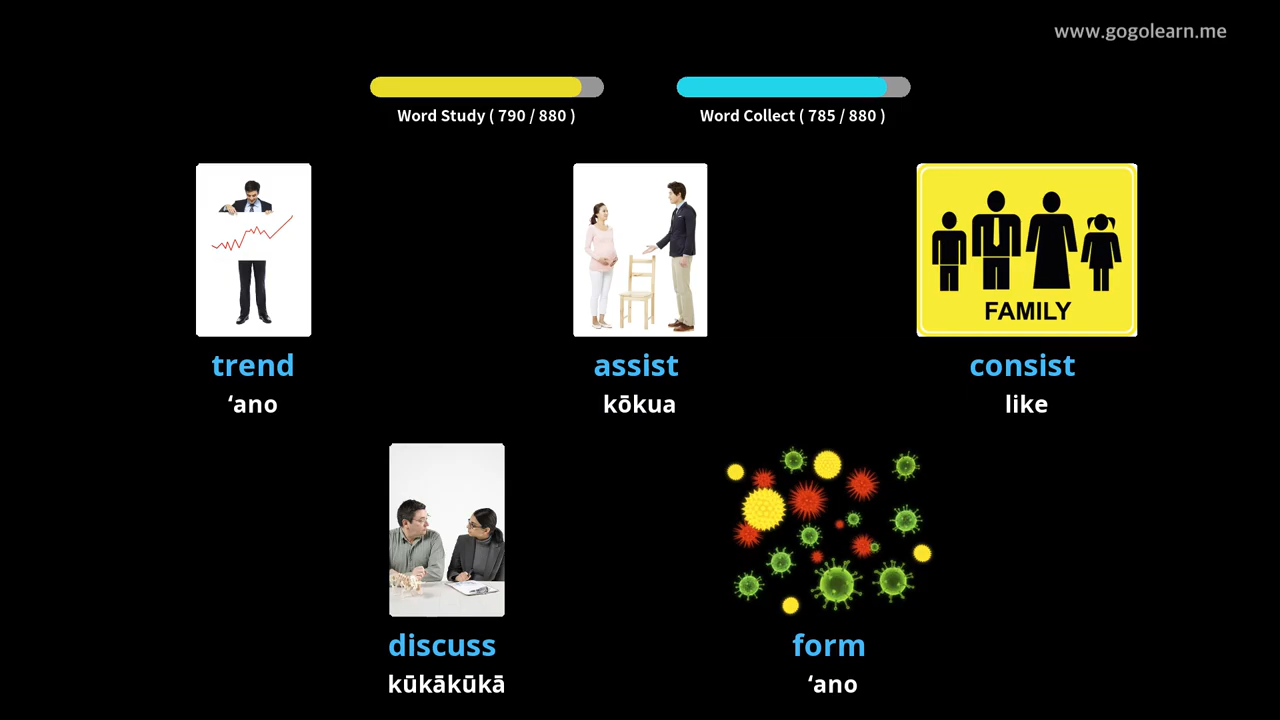 www.gogolearn.me
Word Study ( 790 / 880 )
Word Collect ( 785 / 880 )
FAMILY
trend
assist
consist
ʻano
kōkua
like
discuss
form
kūkākūkā
ʻano